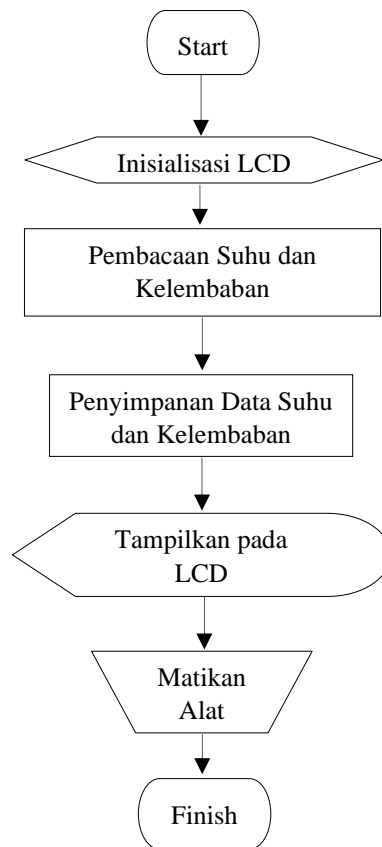 Start
Inisialisasi LCD
Pembacaan Suhu dan
Kelembaban
Penyimpanan Data Suhu
dan Kelembaban
Tampilkan pada
LCD
Matikan
Alat
Finish